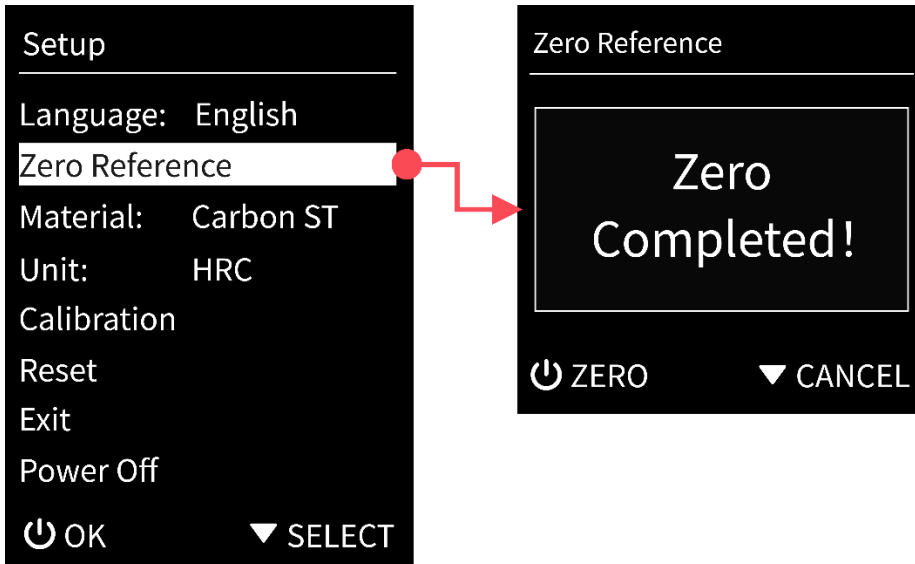 Setup
Language: English
Zero Reference
Material: Carbon ST
Unit: HRC
Calibration
Reset
Exit
Power Off
OK SELECT
Zero Reference
Zero
Completed!
ZERO CANCEL